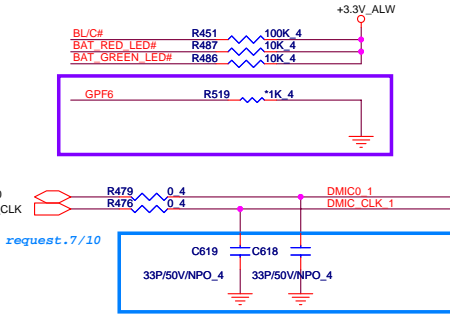 +3.3V_ALW
BL/C# R451 100K_4
BAT_RED_LED# R487 10K_4
BAT_GREEN_LED# R486 10K_4
GPF6 R519 *1K_4
R479 0_4 DMIC0_1
CLK R476 0_4 DMIC_CLK_1
request.7/10
C619 C618
33P/50V/NPO_4 33P/50V/NPO_4